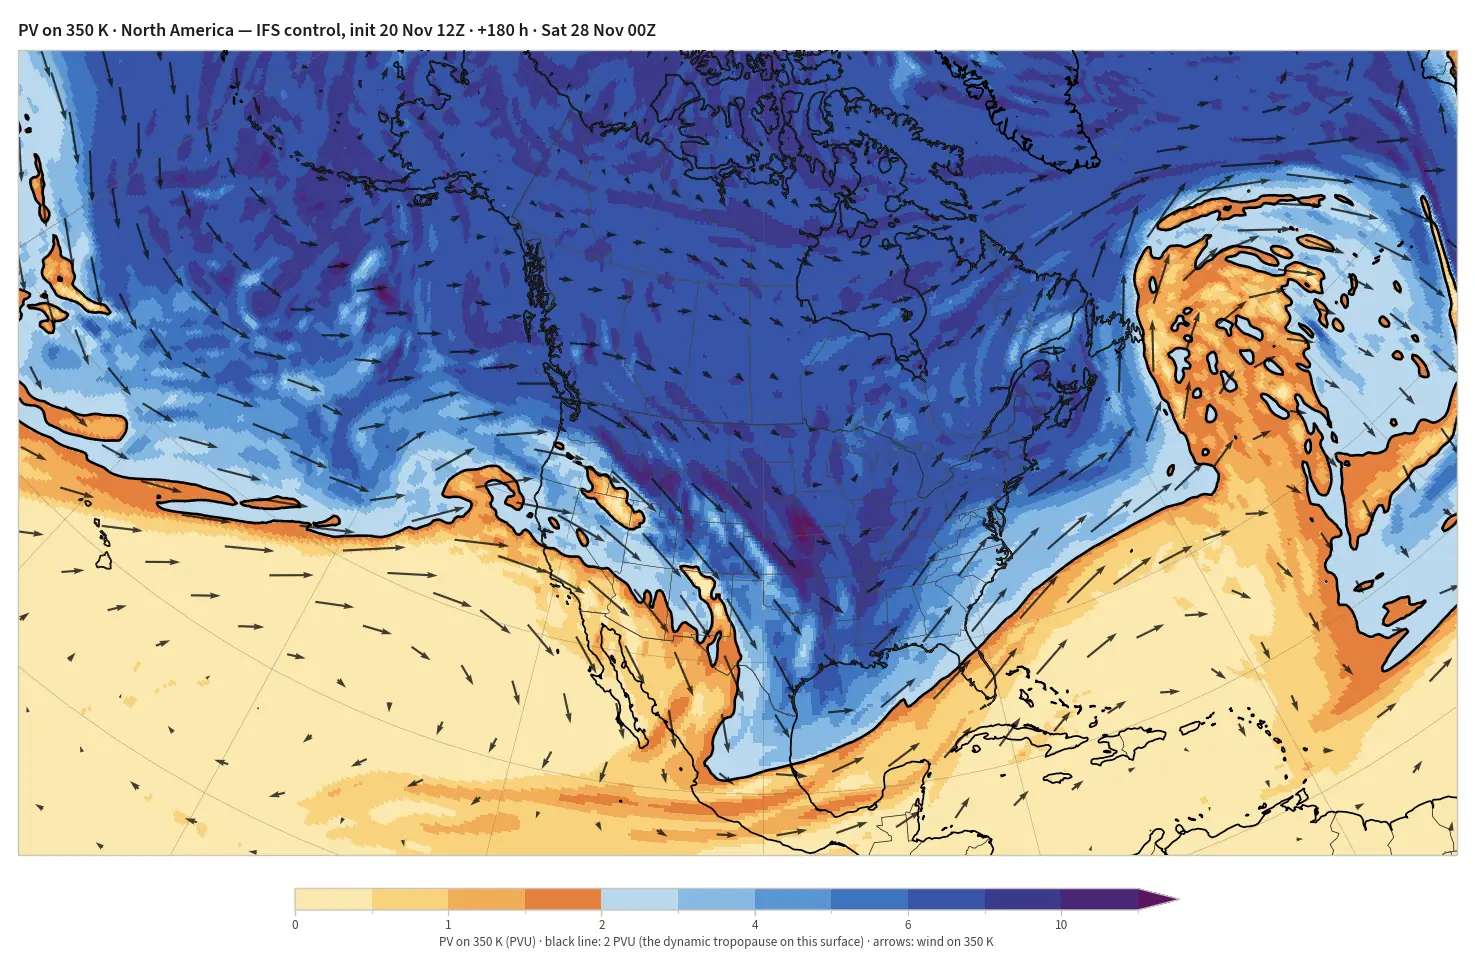 PV on 350 K · North America — IFS control, init 20 Nov 12Z · +180 h · Sat 28 Nov 00Z
0 1 2 4 6 10
PV on 350 K (PVU) · black line: 2 PVU (the dynamic tropopause on this surface) · arrows: wind on 350 K